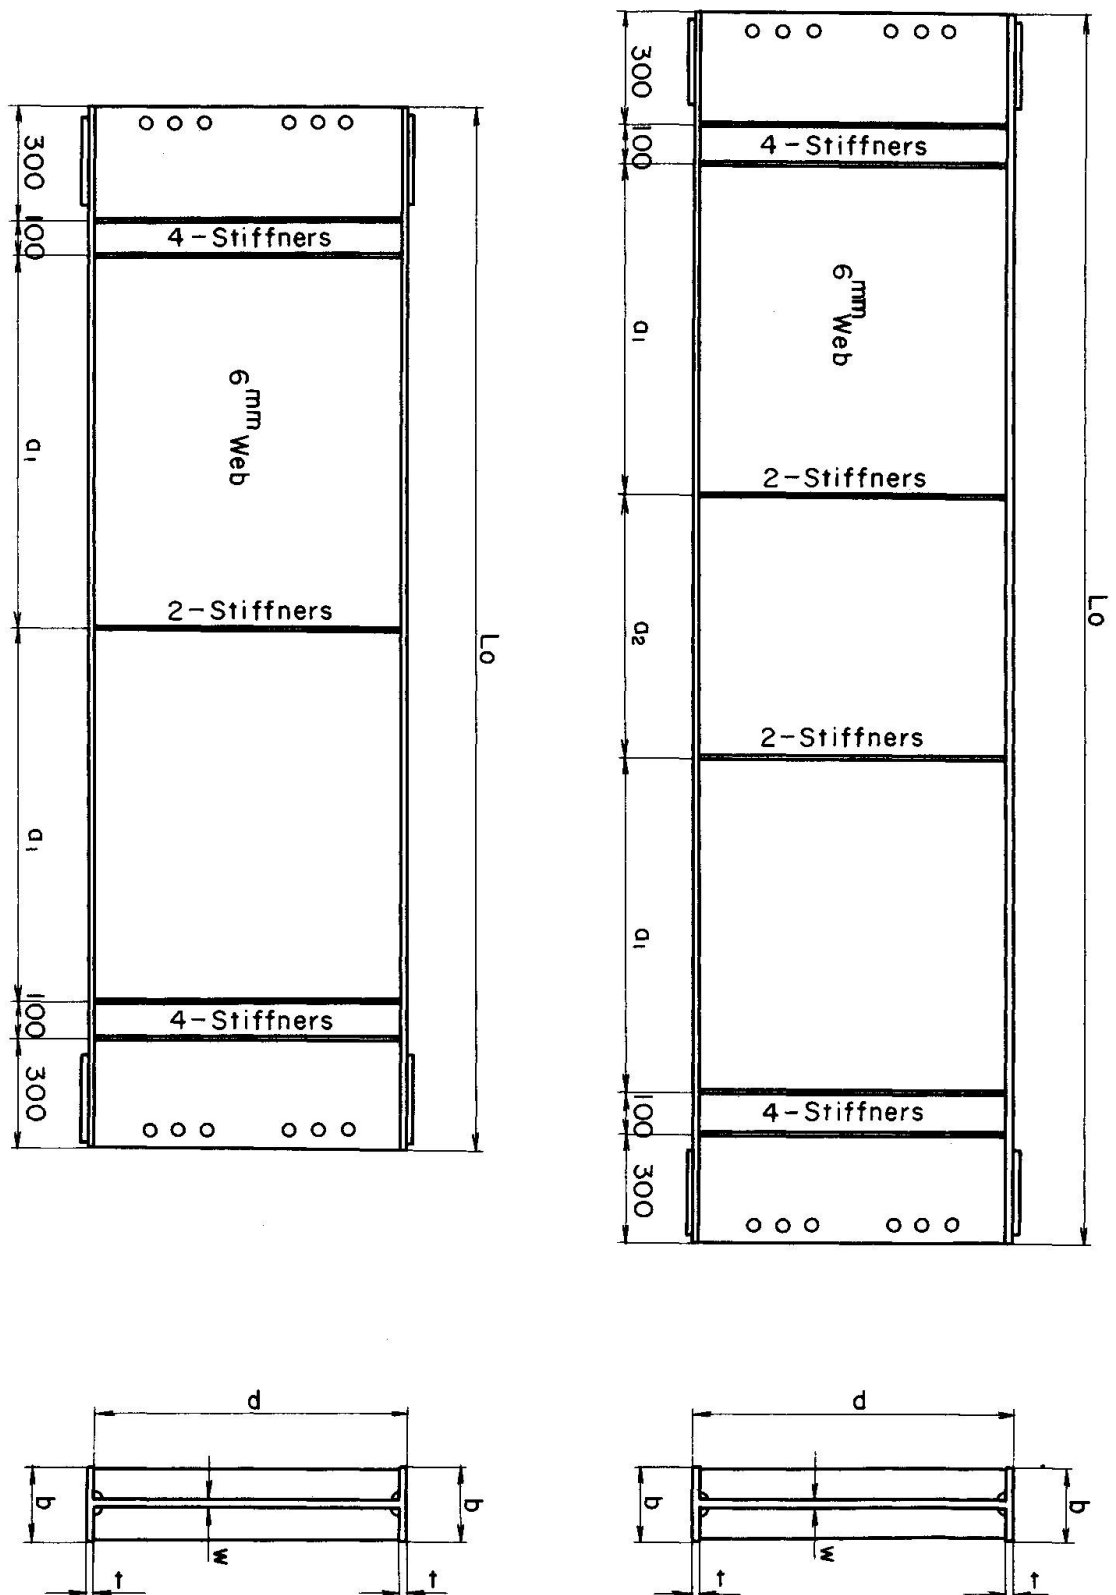 300
100
a₁
a₁
100
300
4-Stiffners
6ᵐᵐ Web
2-Stiffners
4-Stiffners
Lo
300
100
a₁
a₂
a₁
100
300
4-Stiffners
6ᵐᵐ Web
2-Stiffners
2-Stiffners
4-Stiffners
Lo
d
b
b
w
t
t
d
b
b
w
t
t